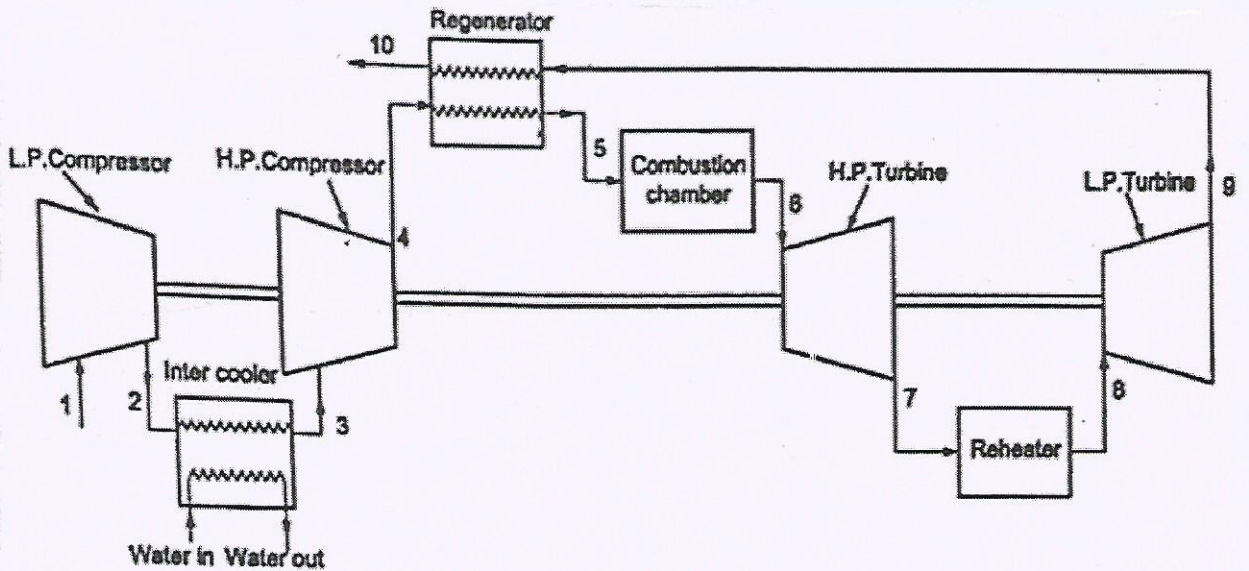 Regenerator
10
L.P.Compressor
H.P.Compressor
4
5
Combustion
chamber
6
H.P.Turbine
L.P.Turbine
9
Inter cooler
1
2
3
7
8
Reheater
Water in Water out